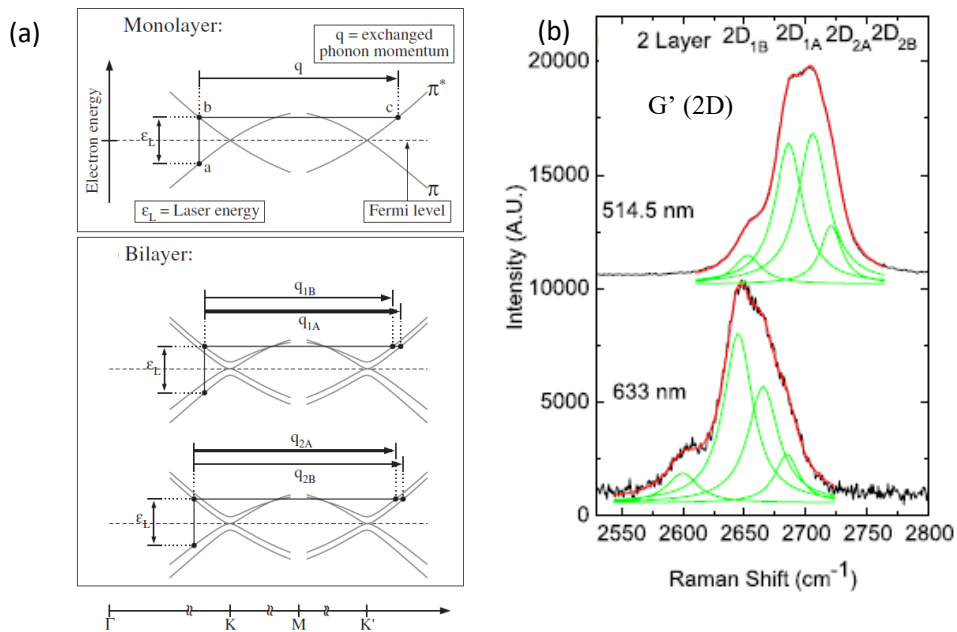 (a)
Monolayer:
q = exchanged
phonon momentum
q
π*
b
c
Electron energy
εL
a
π
εL = Laser energy
Fermi level
Bilayer:
q1B
q1A
εL
q2A
q2B
εL
Γ
K
M
K'
(b)
2 Layer 2D1B 2D1A 2D2A 2D2B
G’ (2D)
514.5 nm
633 nm
20000
15000
10000
5000
0
Intensity (A.U.)
2550 2600 2650 2700 2750 2800
Raman Shift (cm⁻¹)